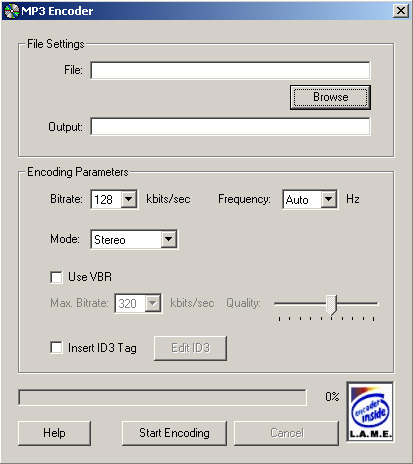 MP3 Encoder
File Settings
File:
Browse
Output:
Encoding Parameters
Bitrate: 128 kbits/sec Frequency: Auto Hz
Mode: Stereo
Use VBR
Max. Bitrate: 320 kbits/sec Quality:
Insert ID3 Tag Edit ID3
0%
encoder
inside
L.A.M.E.
Help Start Encoding Cancel